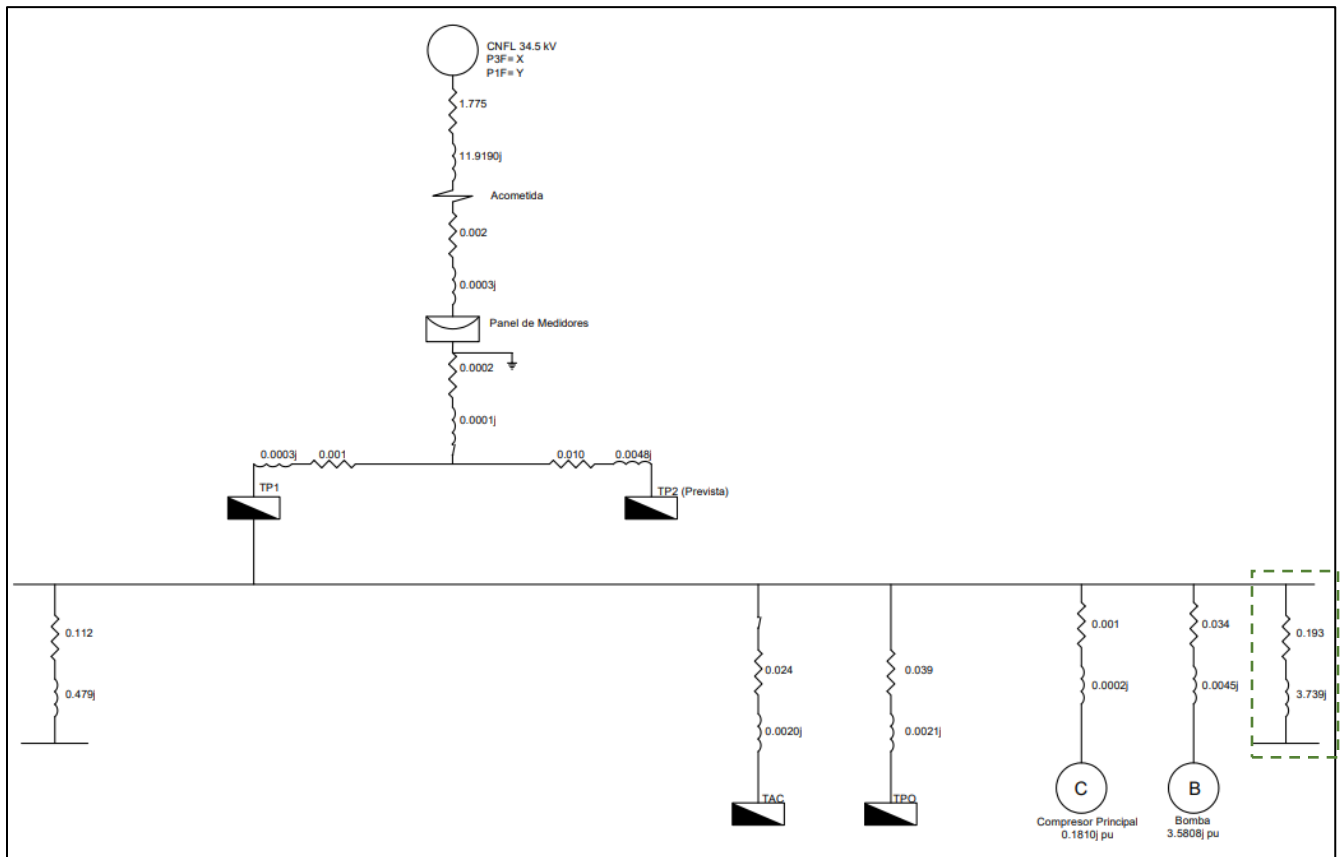 CNFL 34.5 kV
P3F= X
P1F= Y
1.775
11.9190j
Acometida
0.002
0.0003j
Panel de Medidores
0.0002
0.0001j
0.0003j
0.001
0.010
0.0048j
TP1
TP2 (Prevista)
0.112
0.479j
0.024
0.0020j
TAC
0.039
0.0021j
TPO
0.001
0.0002j
C
Compresor Principal
0.1810j pu
0.034
0.0045j
B
Bomba
3.5808j pu
0.193
3.739j